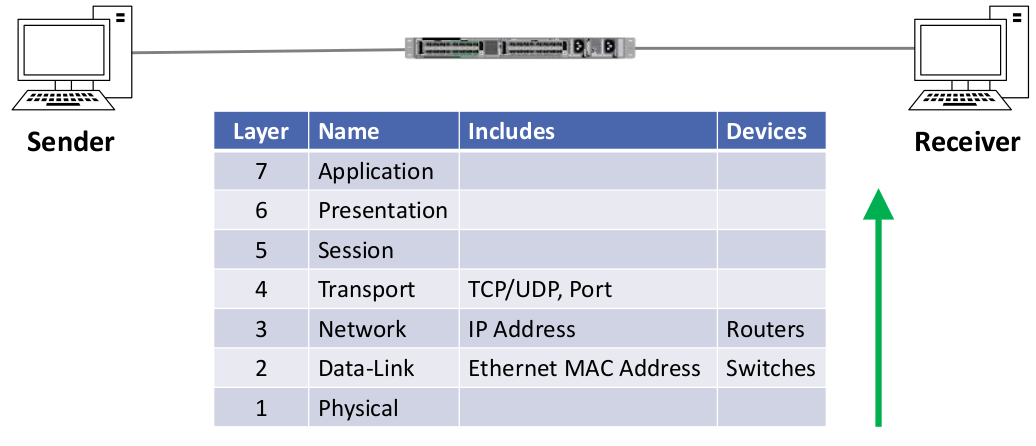 Sender
Receiver
Layer Name Includes Devices
7 Application
6 Presentation
5 Session
4 Transport TCP/UDP, Port
3 Network IP Address Routers
2 Data-Link Ethernet MAC Address Switches
1 Physical